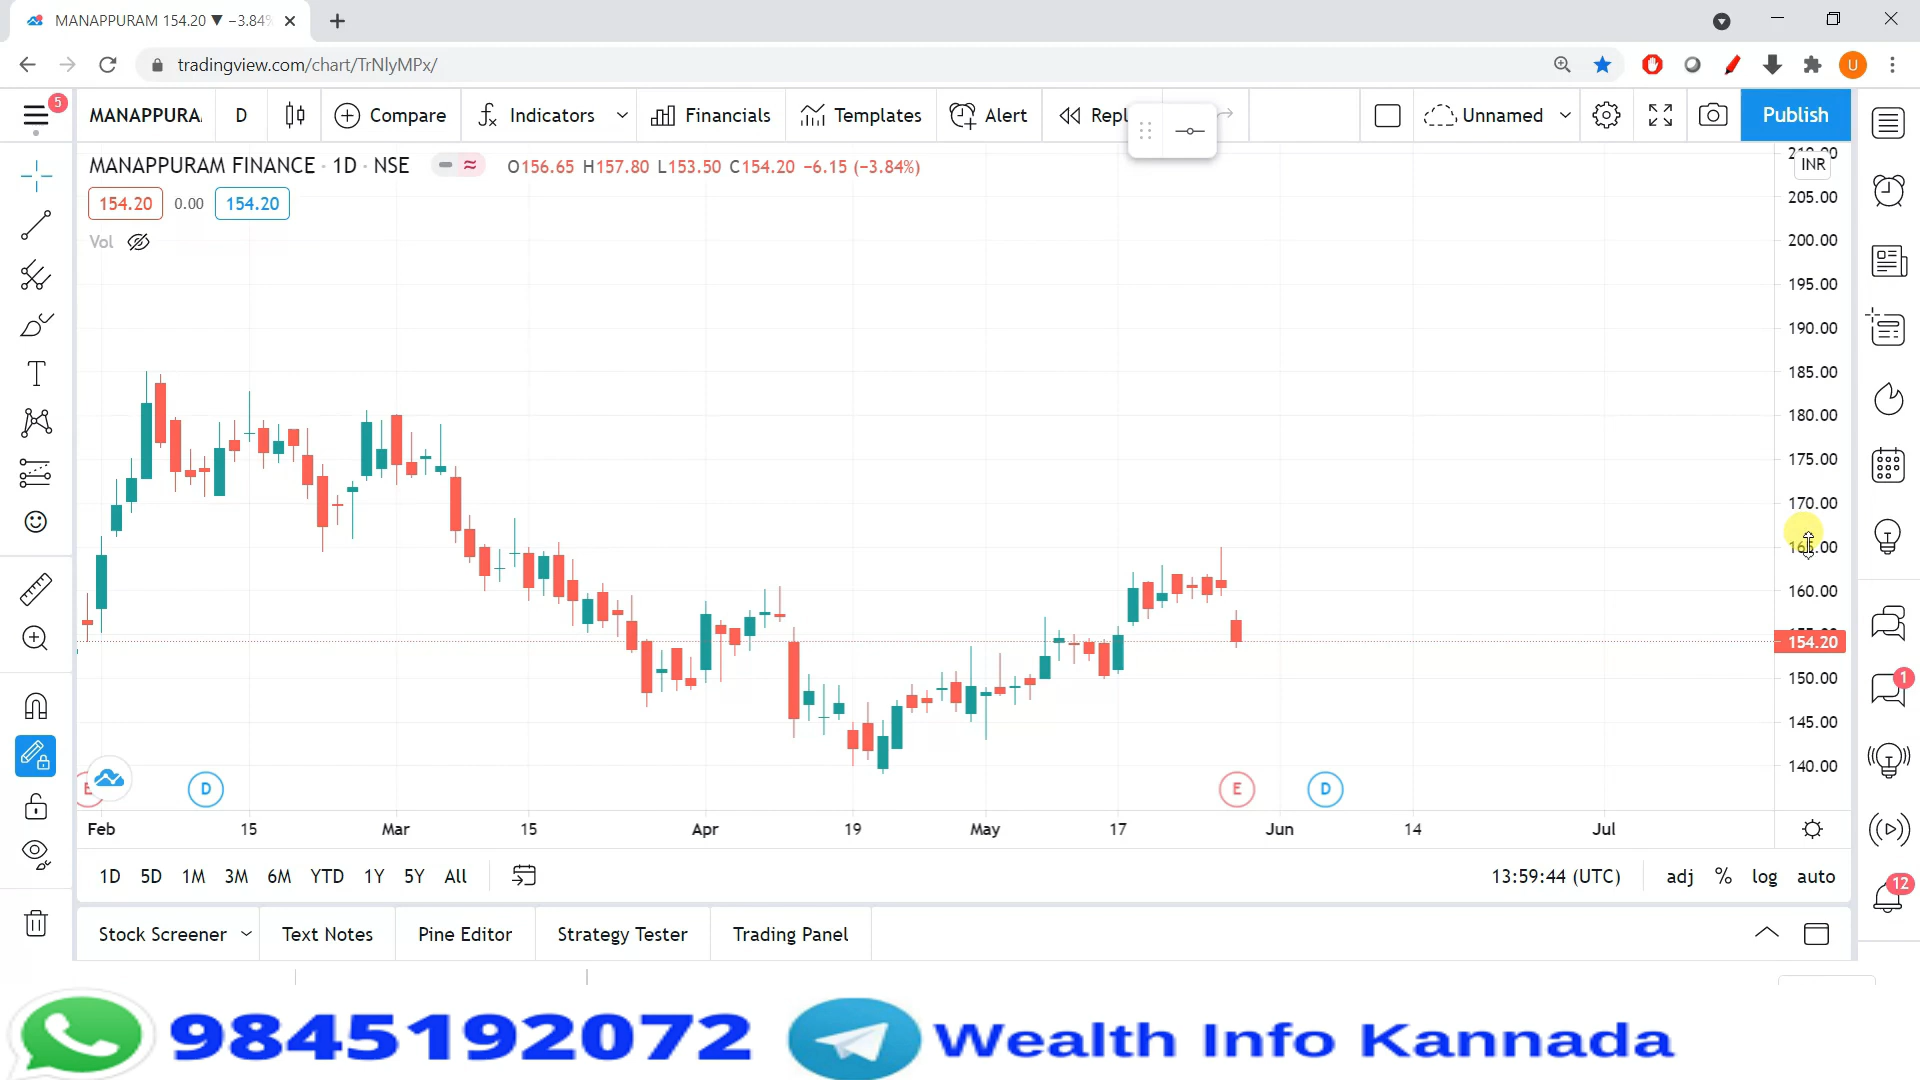 MANAPPURAM 154.20 ▼ −3.84%
tradingview.com/chart/TrNlyMPx/
U
5
MANAPPURA
D
Compare
Indicators
Financials
Templates
Alert
Repl
Unnamed
Publish
MANAPPURAM FINANCE · 1D · NSE
O156.65 H157.80 L153.50 C154.20 −6.15 (−3.84%)
INR
154.20 0.00 154.20
Vol
205.00
200.00
195.00
190.00
185.00
180.00
175.00
170.00
160.00
154.20
150.00
145.00
140.00
1
12
E D E D
Feb 15 Mar 15 Apr 19 May 17 Jun 14 Jul
1D 5D 1M 3M 6M YTD 1Y 5Y All
13:59:44 (UTC) adj % log auto
Stock Screener Text Notes Pine Editor Strategy Tester Trading Panel
9845192072 Wealth Info Kannada